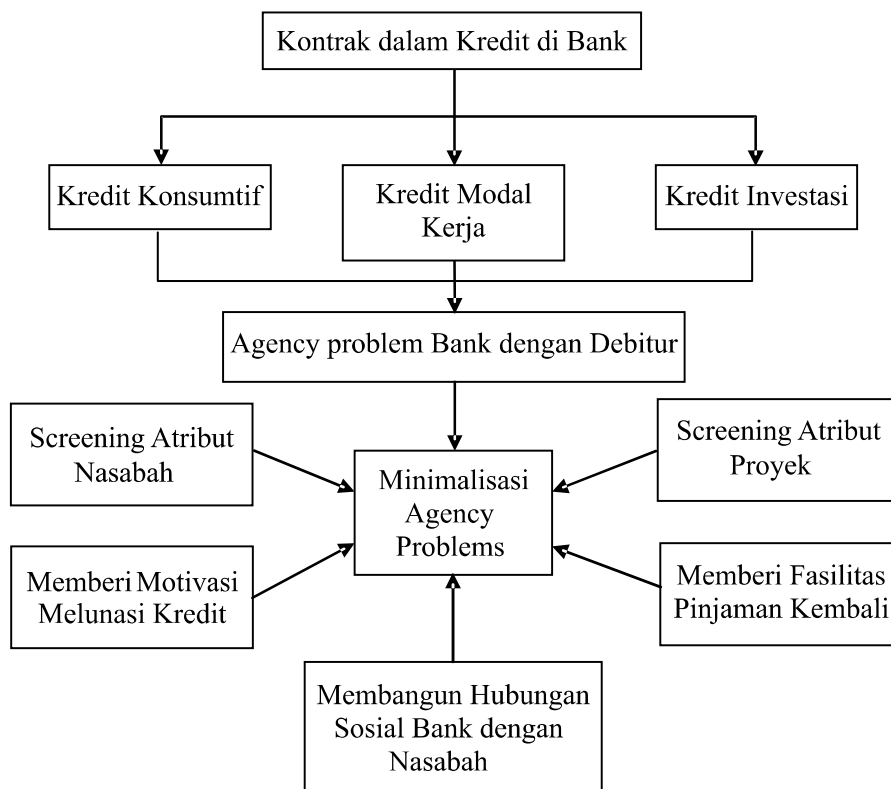 Kontrak dalam Kredit di Bank
Kredit Konsumtif
Kredit Modal
Kerja
Kredit Investasi
Agency problem Bank dengan Debitur
Screening Atribut
Nasabah
Minimalisasi
Agency
Problems
Screening Atribut
Proyek
Memberi Motivasi
Melunasi Kredit
Memberi Fasilitas
Pinjaman Kembali
Membangun Hubungan
Sosial Bank dengan
Nasabah